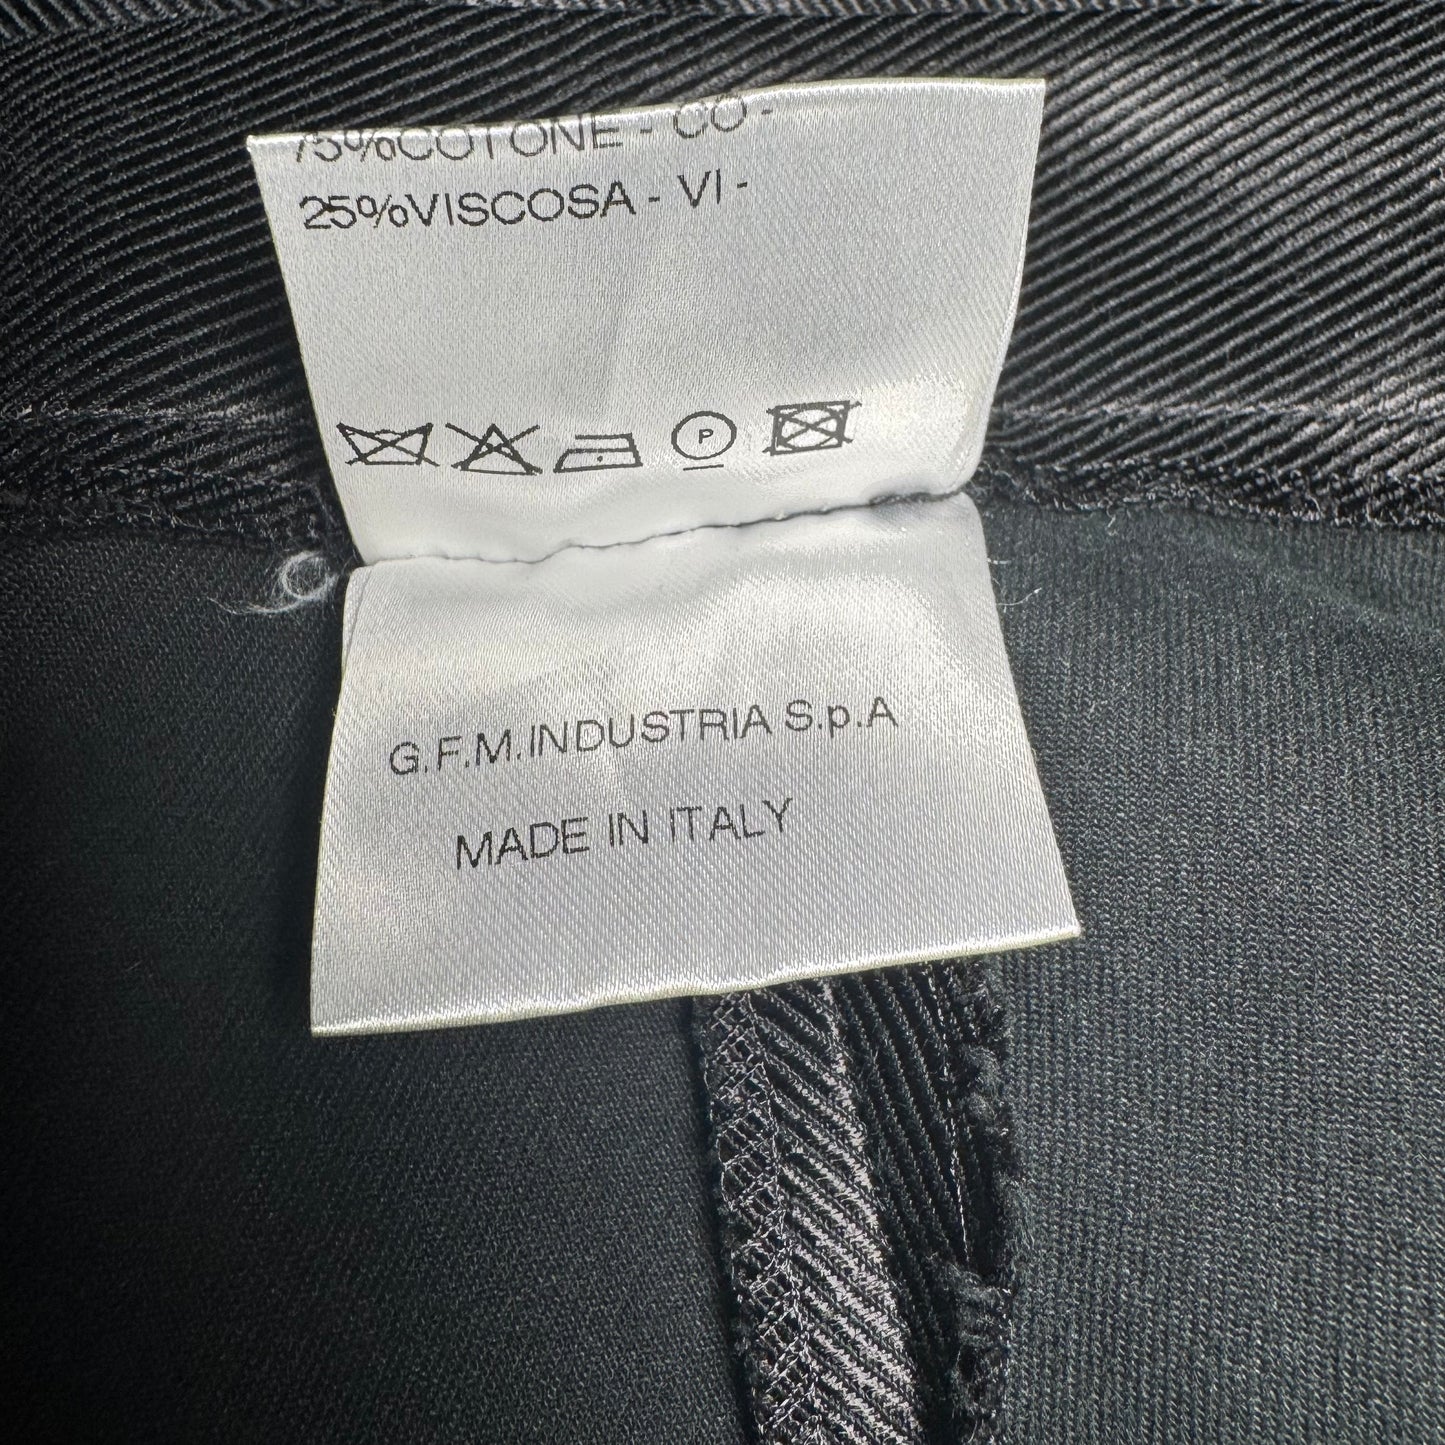 75%COTONE - CO -
25%VISCOSA - VI -
P
G.F.M.INDUSTRIA S.p.A
MADE IN ITALY